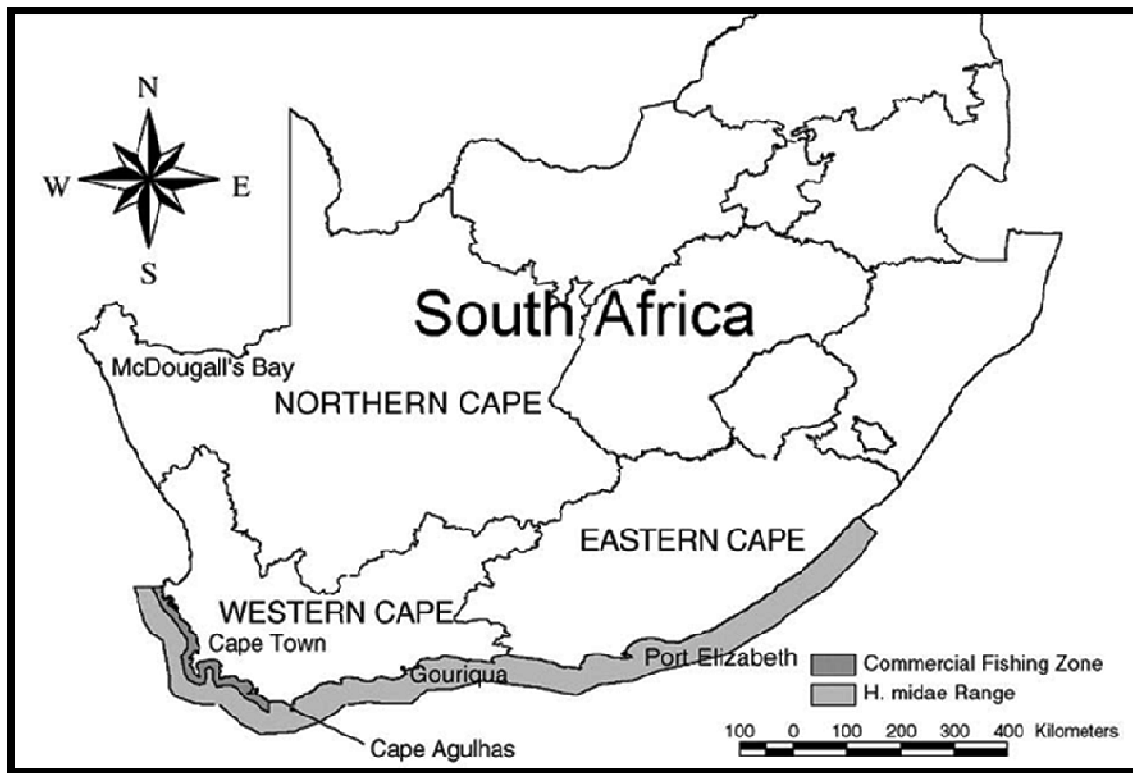 N
W E
S
South Africa
McDougall's Bay
NORTHERN CAPE
EASTERN CAPE
WESTERN CAPE
Cape Town
Port Elizabeth
Gouriqua
Cape Agulhas
Commercial Fishing Zone
H. midae Range
100 0 100 200 300 400 Kilometers